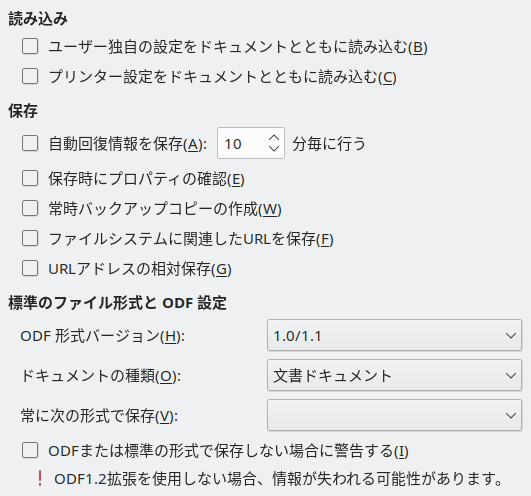 読み込み
ユーザー独自の設定をドキュメントとともに読み込む(B)
プリンター設定をドキュメントとともに読み込む(C)
保存
自動回復情報を保存(A): 10 分毎に行う
保存時にプロパティの確認(E)
常時バックアップコピーの作成(W)
ファイルシステムに関連したURLを保存(F)
URLアドレスの相対保存(G)
標準のファイル形式と ODF 設定
ODF 形式バージョン(H): 1.0/1.1
ドキュメントの種類(O): 文書ドキュメント
常に次の形式で保存(V):
ODFまたは標準の形式で保存しない場合に警告する(I)
! ODF1.2拡張を使用しない場合、情報が失われる可能性があります。